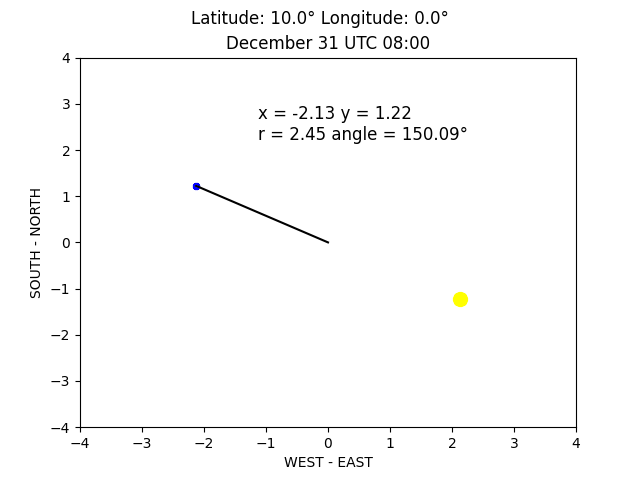 Latitude: 10.0° Longitude: 0.0°
December 31 UTC 08:00
x = -2.13 y = 1.22
r = 2.45 angle = 150.09°
4
3
2
1
0
−1
−2
−3
−4
SOUTH - NORTH
−4 −3 −2 −1 0 1 2 3 4
WEST - EAST